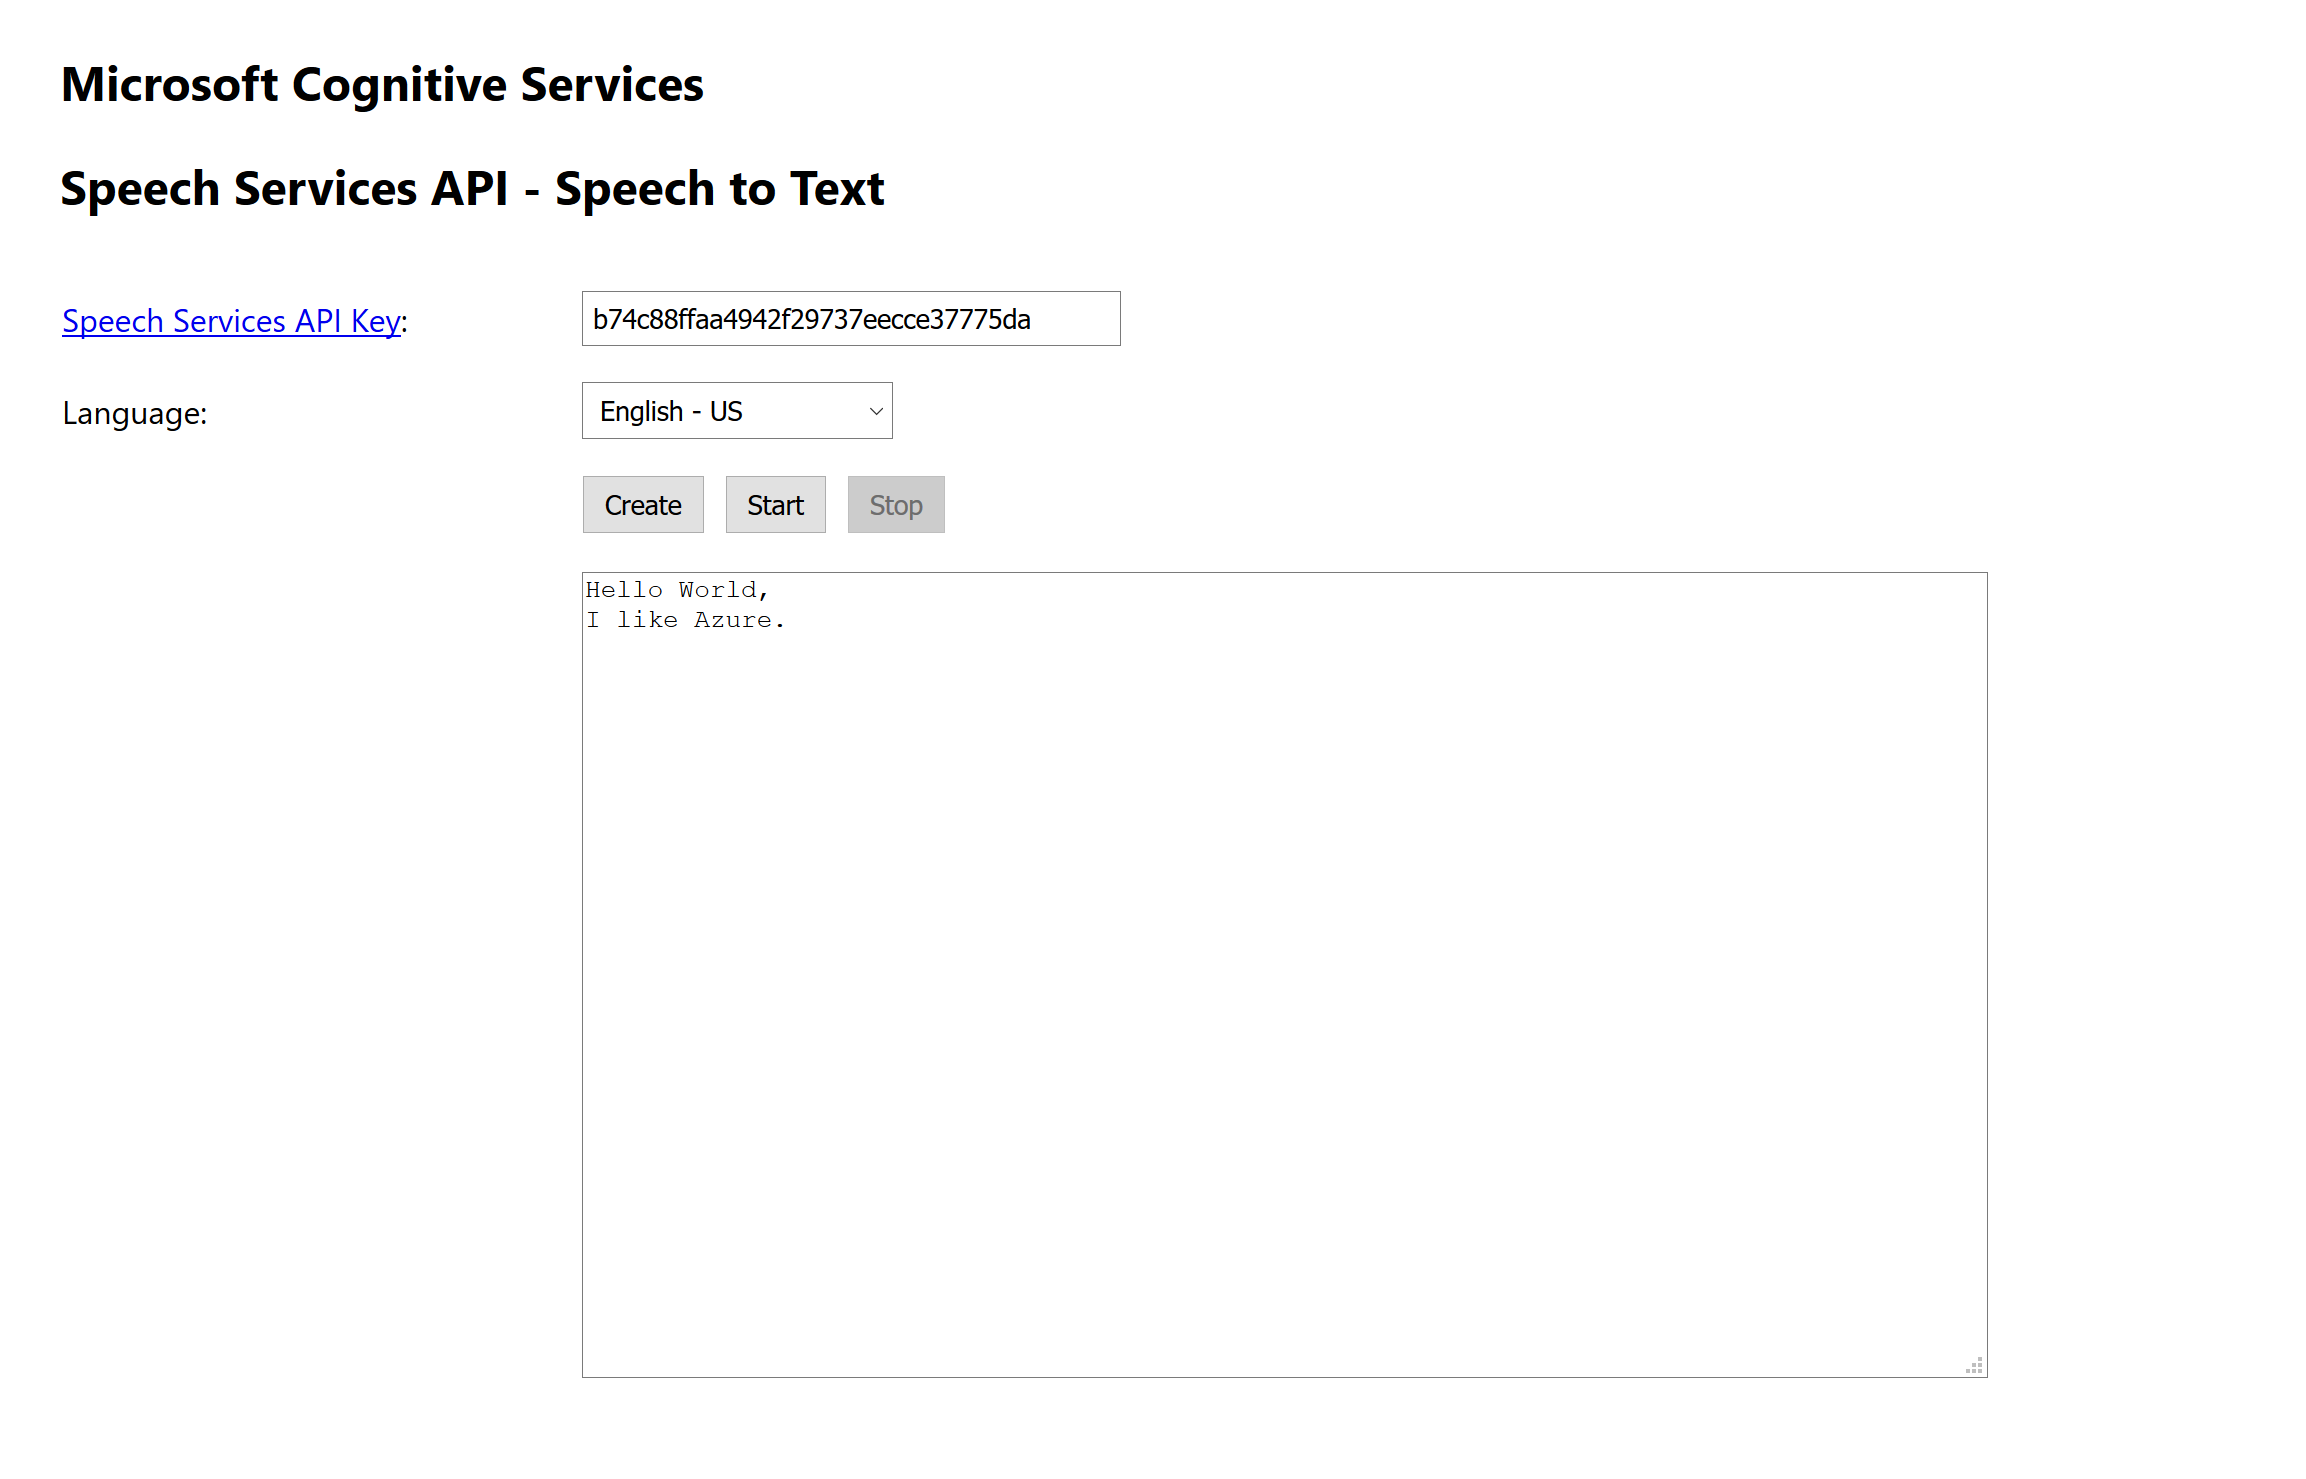 Microsoft Cognitive Services
Speech Services API - Speech to Text
Speech Services API Key: b74c88ffaa4942f29737eecce37775da
Language: English - US
Create Start Stop
Hello World,
I like Azure.